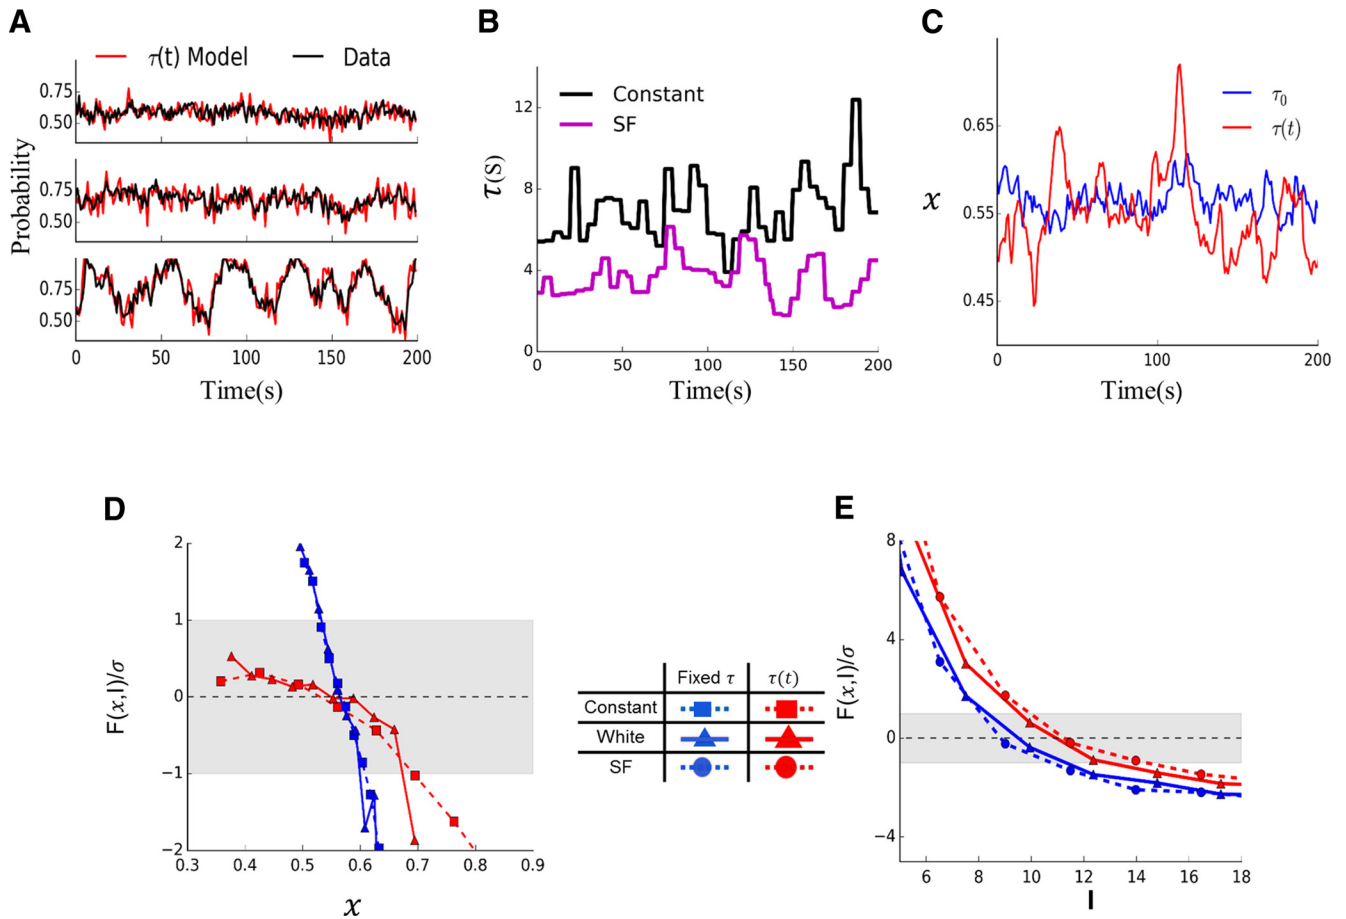 A
τ(t) Model
Data
Probability
0.75
0.50
0.75
0.50
0.75
0.50
0
50
100
150
200
Time(s)
B
Constant
SF
τ(S)
12
8
4
0
0
50
100
150
200
Time(s)
C
τ0
τ(t)
x
0.65
0.55
0.45
0
100
200
Time(s)
D
F(x,I)/σ
2
1
0
−1
−2
0.3
0.4
0.5
0.6
0.7
0.8
0.9
x
Fixed τ
τ(t)
Constant
White
SF
E
F(x,I)/σ
8
4
0
−4
6
8
10
12
14
16
18
I